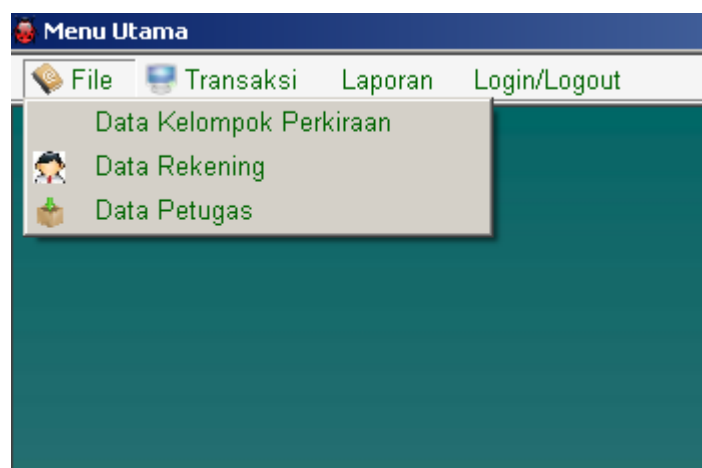 Menu Utama
File Transaksi Laporan Login/Logout
Data Kelompok Perkiraan
Data Rekening
Data Petugas